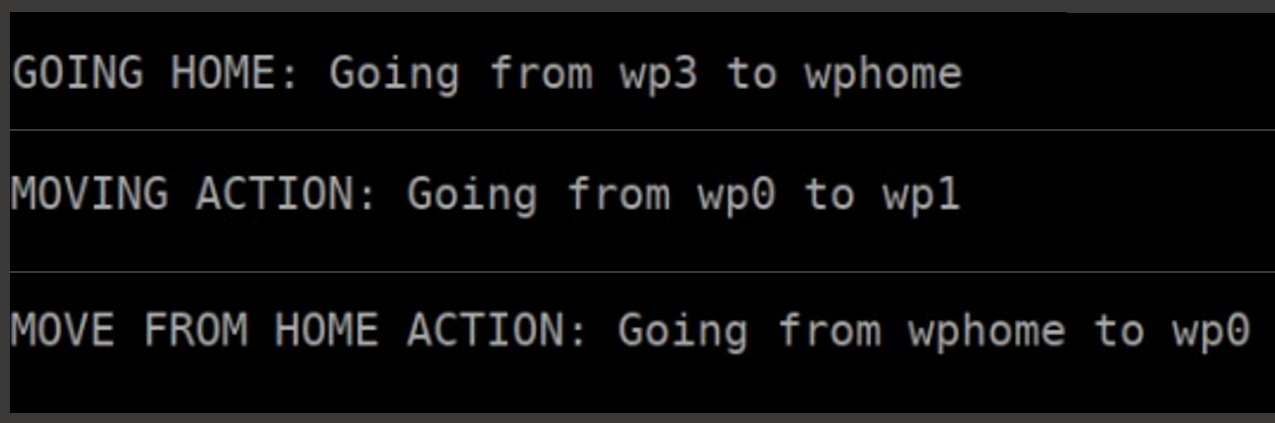 GOING HOME: Going from wp3 to wphome
MOVING ACTION: Going from wp0 to wp1
MOVE FROM HOME ACTION: Going from wphome to wp0